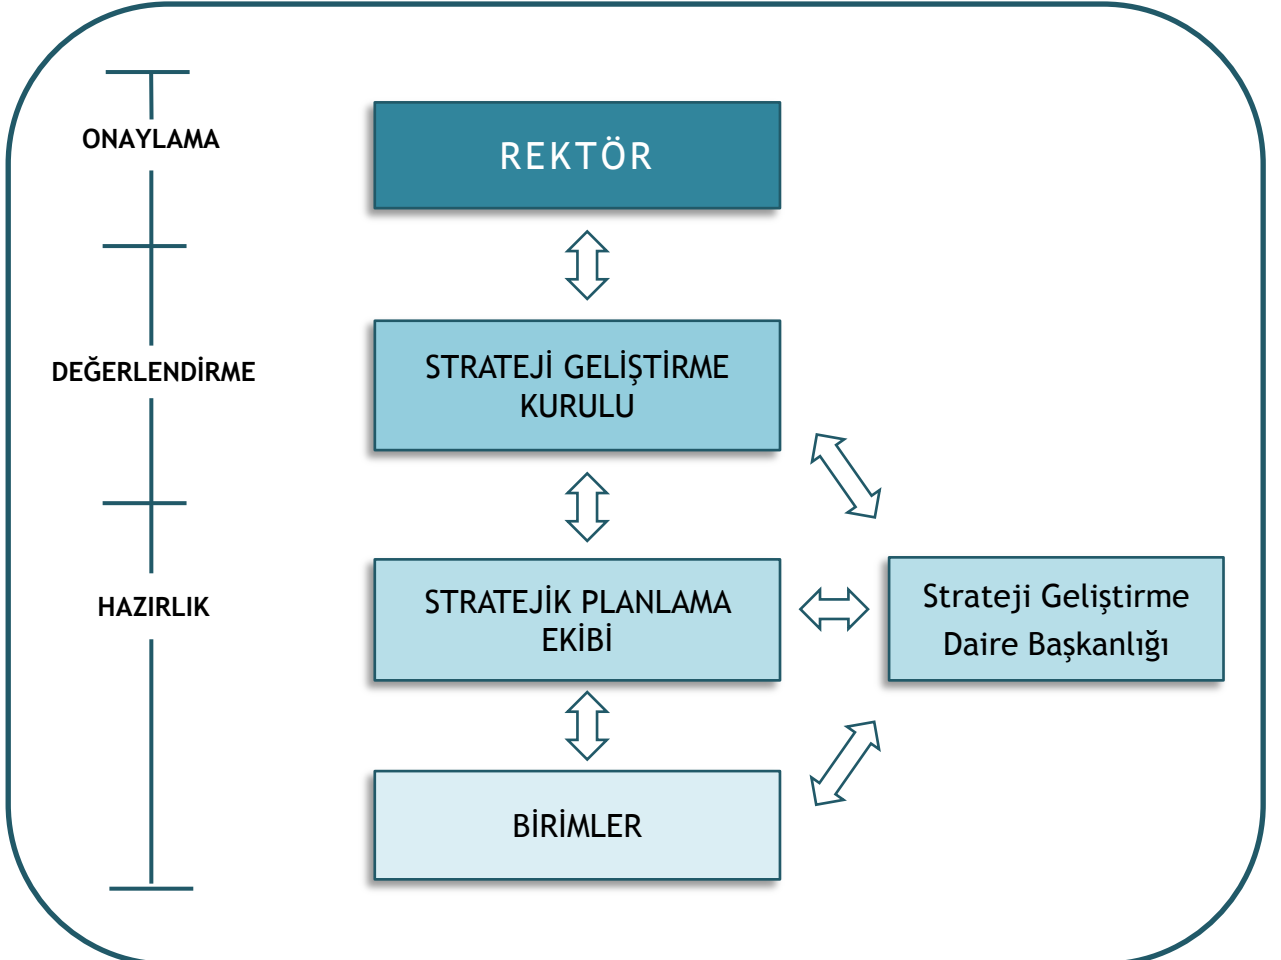 ONAYLAMA
REKTÖR
DEĞERLENDİRME
STRATEJİ GELİŞTİRME
KURULU
HAZIRLIK
STRATEJİK PLANLAMA
EKİBİ
Strateji Geliştirme
Daire Başkanlığı
BİRİMLER